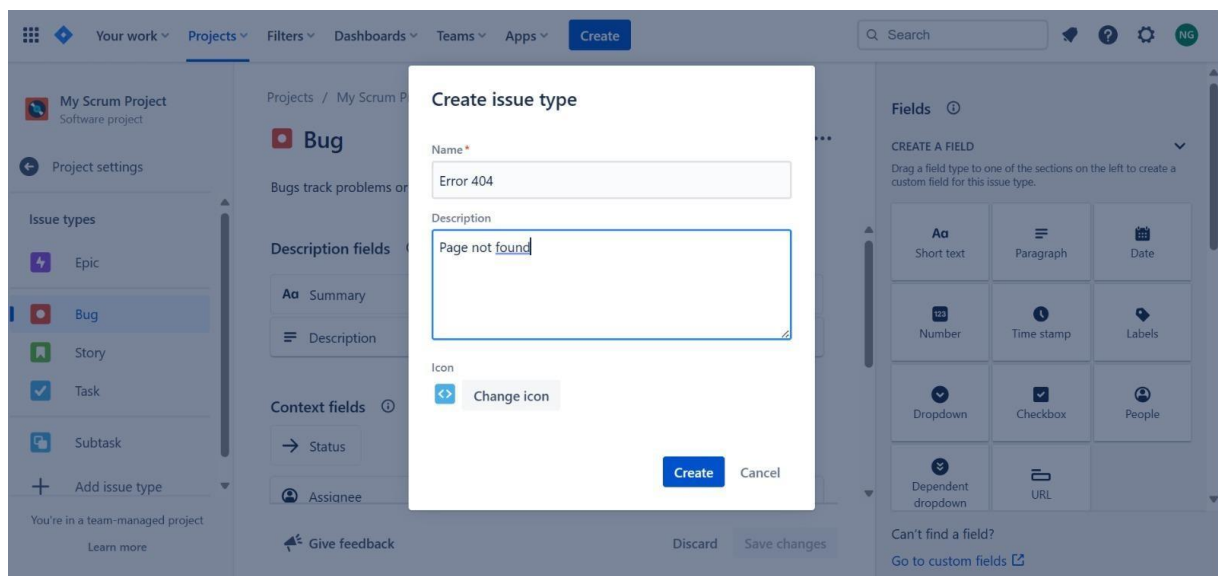 Your work
Projects
Filters
Dashboards
Teams
Apps
Create
Search
NG
My Scrum Project
Software project
Project settings
Issue types
Epic
Bug
Story
Task
Subtask
Add issue type
You're in a team-managed project
Learn more
Projects / My Scrum P
Bug
Bugs track problems or
Description fields
Aa Summary
Description
Context fields
Status
Assignee
Give feedback
Discard
Save changes
Create issue type
Name*
Error 404
Description
Page not found
Icon
Change icon
Create
Cancel
Fields
CREATE A FIELD
Drag a field type to one of the sections on the left to create a
custom field for this issue type.
Aa
Short text
Paragraph
Date
123
Number
Time stamp
Labels
Dropdown
Checkbox
People
Dependent
dropdown
URL
Can't find a field?
Go to custom fields